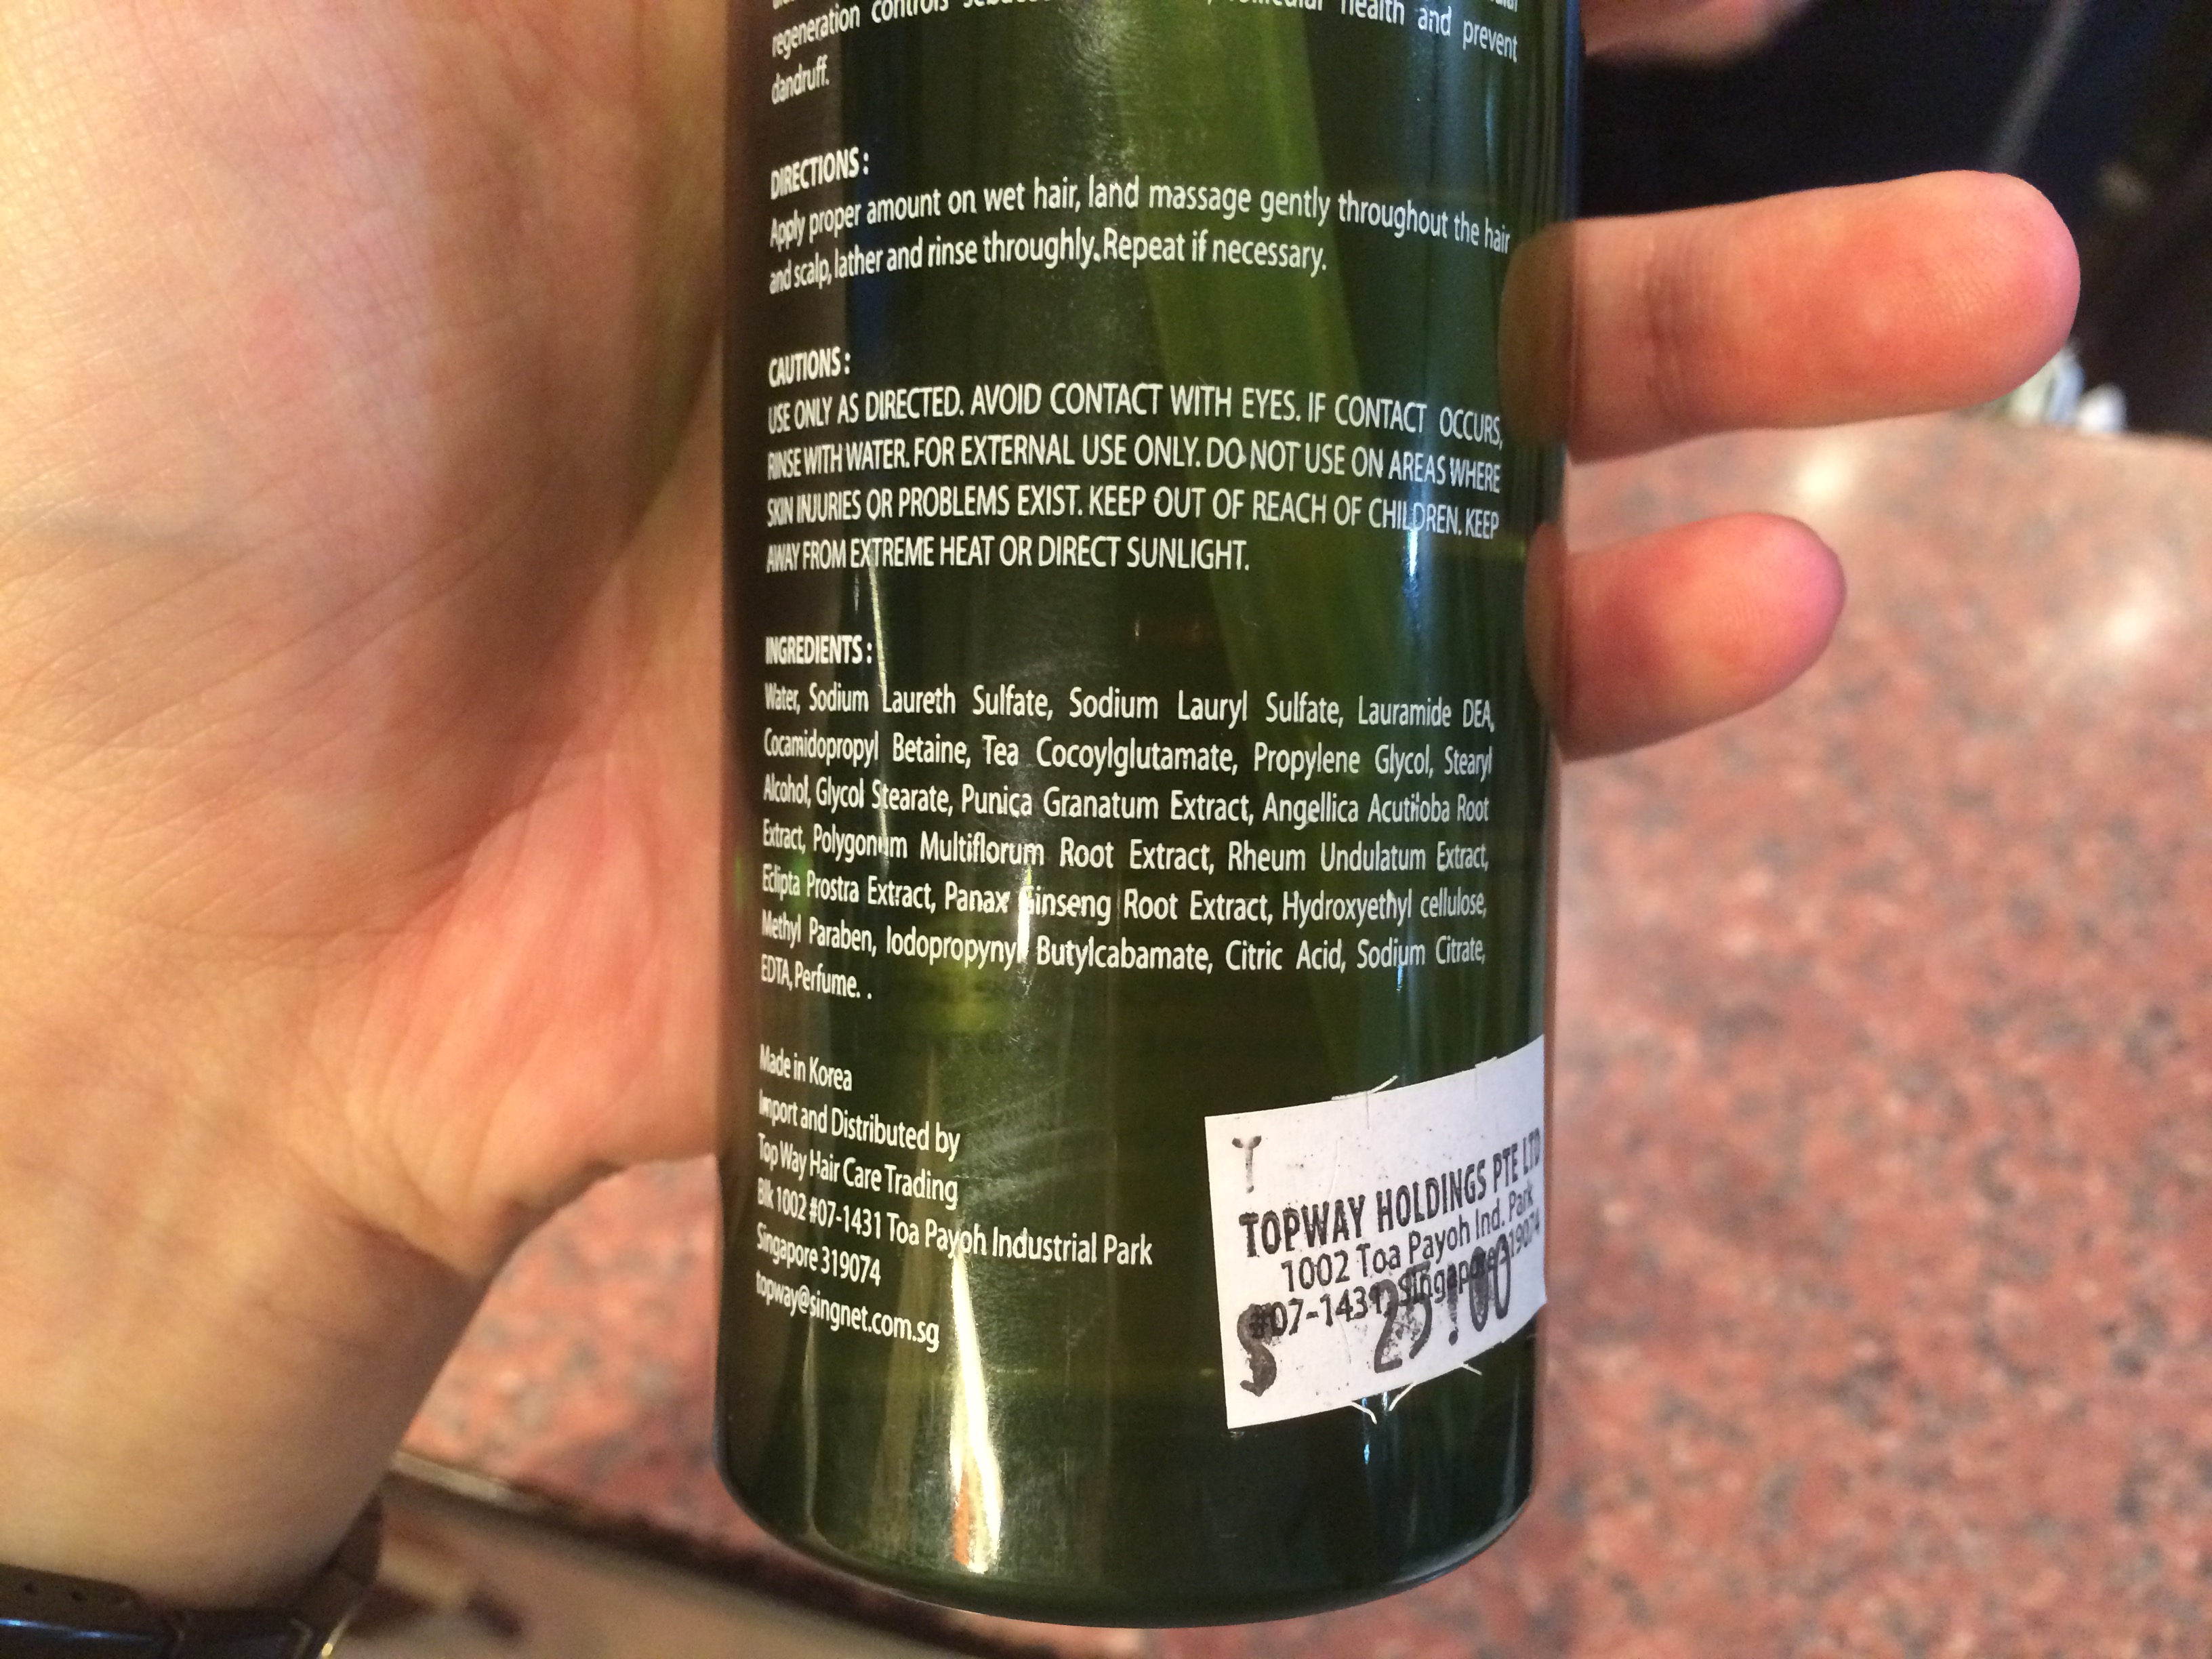 regeneration controls health and prevent
dandruff.
DIRECTIONS :
Apply proper amount on wet hair, land massage gently throughout the hair
and scalp, lather and rinse throughly. Repeat if necessary.
CAUTIONS :
USE ONLY AS DIRECTED. AVOID CONTACT WITH EYES. IF CONTACT OCCURS,
RINSE WITH WATER. FOR EXTERNAL USE ONLY. DO NOT USE ON AREAS WHERE
SKIN INJURIES OR PROBLEMS EXIST. KEEP OUT OF REACH OF CHILDREN. KEEP
AWAY FROM EXTREME HEAT OR DIRECT SUNLIGHT.
INGREDIENTS :
Water, Sodium Laureth Sulfate, Sodium Lauryl Sulfate, Lauramide DEA,
Cocamidopropyl Betaine, Tea Cocoylglutamate, Propylene Glycol, Stearyl
Alcohol, Glycol Stearate, Punica Granatum Extract, Angellica Acutiloba Root
Extract, Polygonum Multiflorum Root Extract, Rheum Undulatum Extract,
Eclipta Prostra Extract, Panax Ginseng Root Extract, Hydroxyethyl cellulose,
Methyl Paraben, Iodopropynyl Butylcabamate, Citric Acid, Sodium Citrate,
EDTA, Perfume. .
Made in Korea
Import and Distributed by
Top Way Hair Care Trading
Blk 1002 #07-1431 Toa Payoh Industrial Park
Singapore 319074
topway@singnet.com.sg
T
TOPWAY HOLDINGS PTE LTD
1002 Toa Payoh Ind. Park
#07-1431, Singapore 319074
$ 25!00